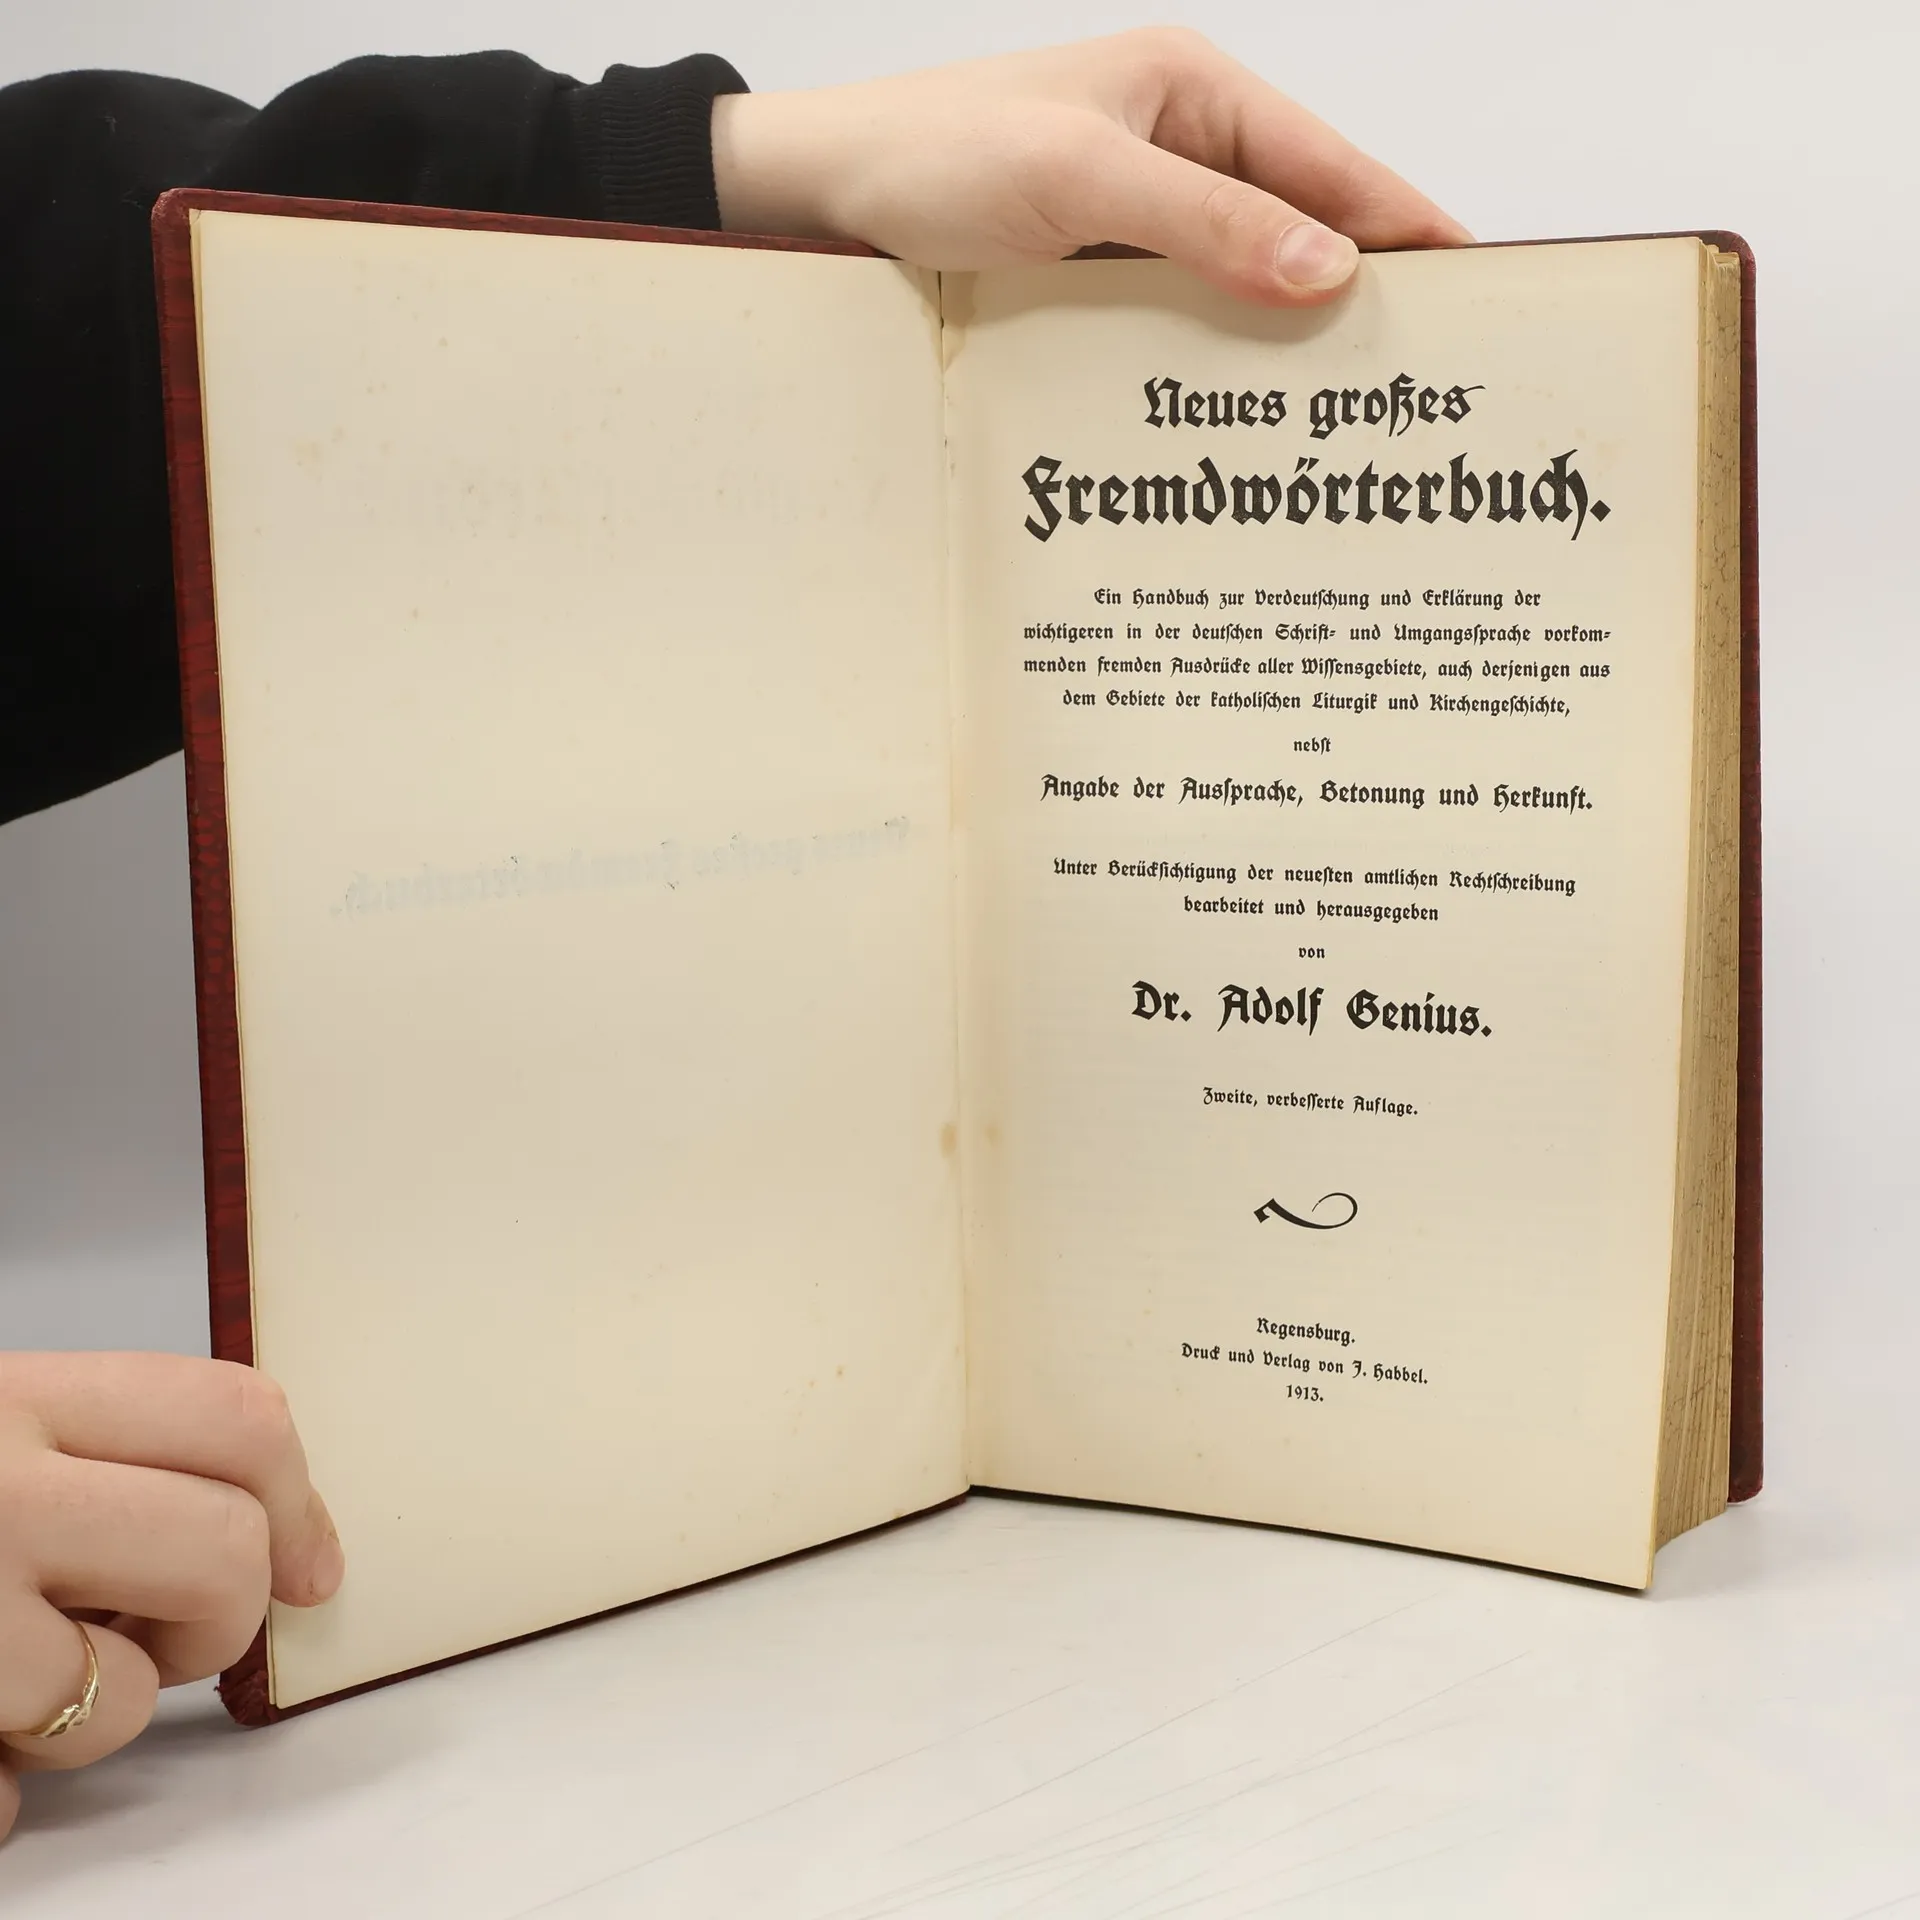 Neues großes
Fremdwörterbuch.
Ein Handbuch zur Verdeutschung und Erklärung der
wichtigeren in der deutschen Schrift- und Umgangssprache vorkom-
menden fremden Ausdrücke aller Wissensgebiete, auch derjenigen aus
dem Gebiete der katholischen Liturgik und Kirchengeschichte,
nebst
Angabe der Aussprache, Betonung und Herkunft.
Unter Berücksichtigung der neuesten amtlichen Rechtschreibung
bearbeitet und herausgegeben
von
Dr. Adolf Genius.
Zweite, verbesserte Auflage.
Regensburg.
Druck und Verlag von J. Habbel.
1913.